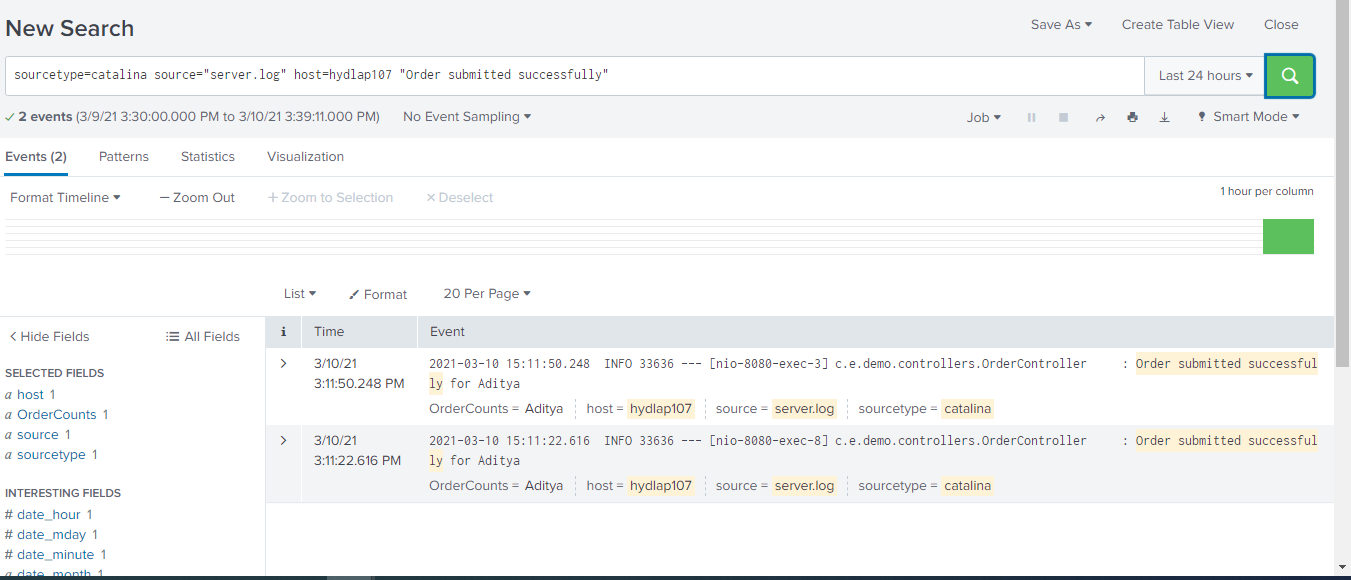 New Search
Save As Create Table View Close
sourcetype=catalina source="server.log" host=hydlap107 "Order submitted successfully"
Last 24 hours
2 events (3/9/21 3:30:00.000 PM to 3/10/21 3:39:11.000 PM) No Event Sampling
Job Smart Mode
Events (2) Patterns Statistics Visualization
Format Timeline — Zoom Out + Zoom to Selection × Deselect
1 hour per column
List Format 20 Per Page
< Hide Fields All Fields
i Time Event
SELECTED FIELDS
a host 1
a OrderCounts 1
a source 1
a sourcetype 1
INTERESTING FIELDS
# date_hour 1
# date_mday 1
# date_minute 1
a date_month 1
> 3/10/21 2021-03-10 15:11:50.248 INFO 33636 --- [nio-8080-exec-3] c.e.demo.controllers.OrderController : Order submitted successful
3:11:50.248 PM ly for Aditya
OrderCounts = Aditya host = hydlap107 source = server.log sourcetype = catalina
> 3/10/21 2021-03-10 15:11:22.616 INFO 33636 --- [nio-8080-exec-8] c.e.demo.controllers.OrderController : Order submitted successful
3:11:22.616 PM ly for Aditya
OrderCounts = Aditya host = hydlap107 source = server.log sourcetype = catalina